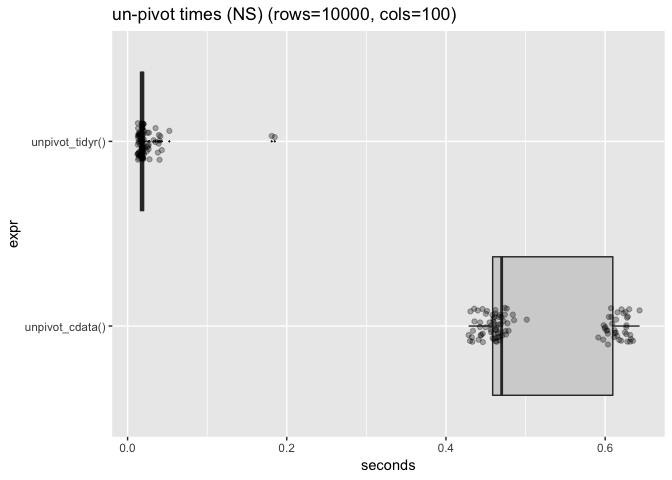 un-pivot times (NS) (rows=10000, cols=100)
expr
unpivot_tidyr()
unpivot_cdata()
0.0 0.2 0.4 0.6
seconds